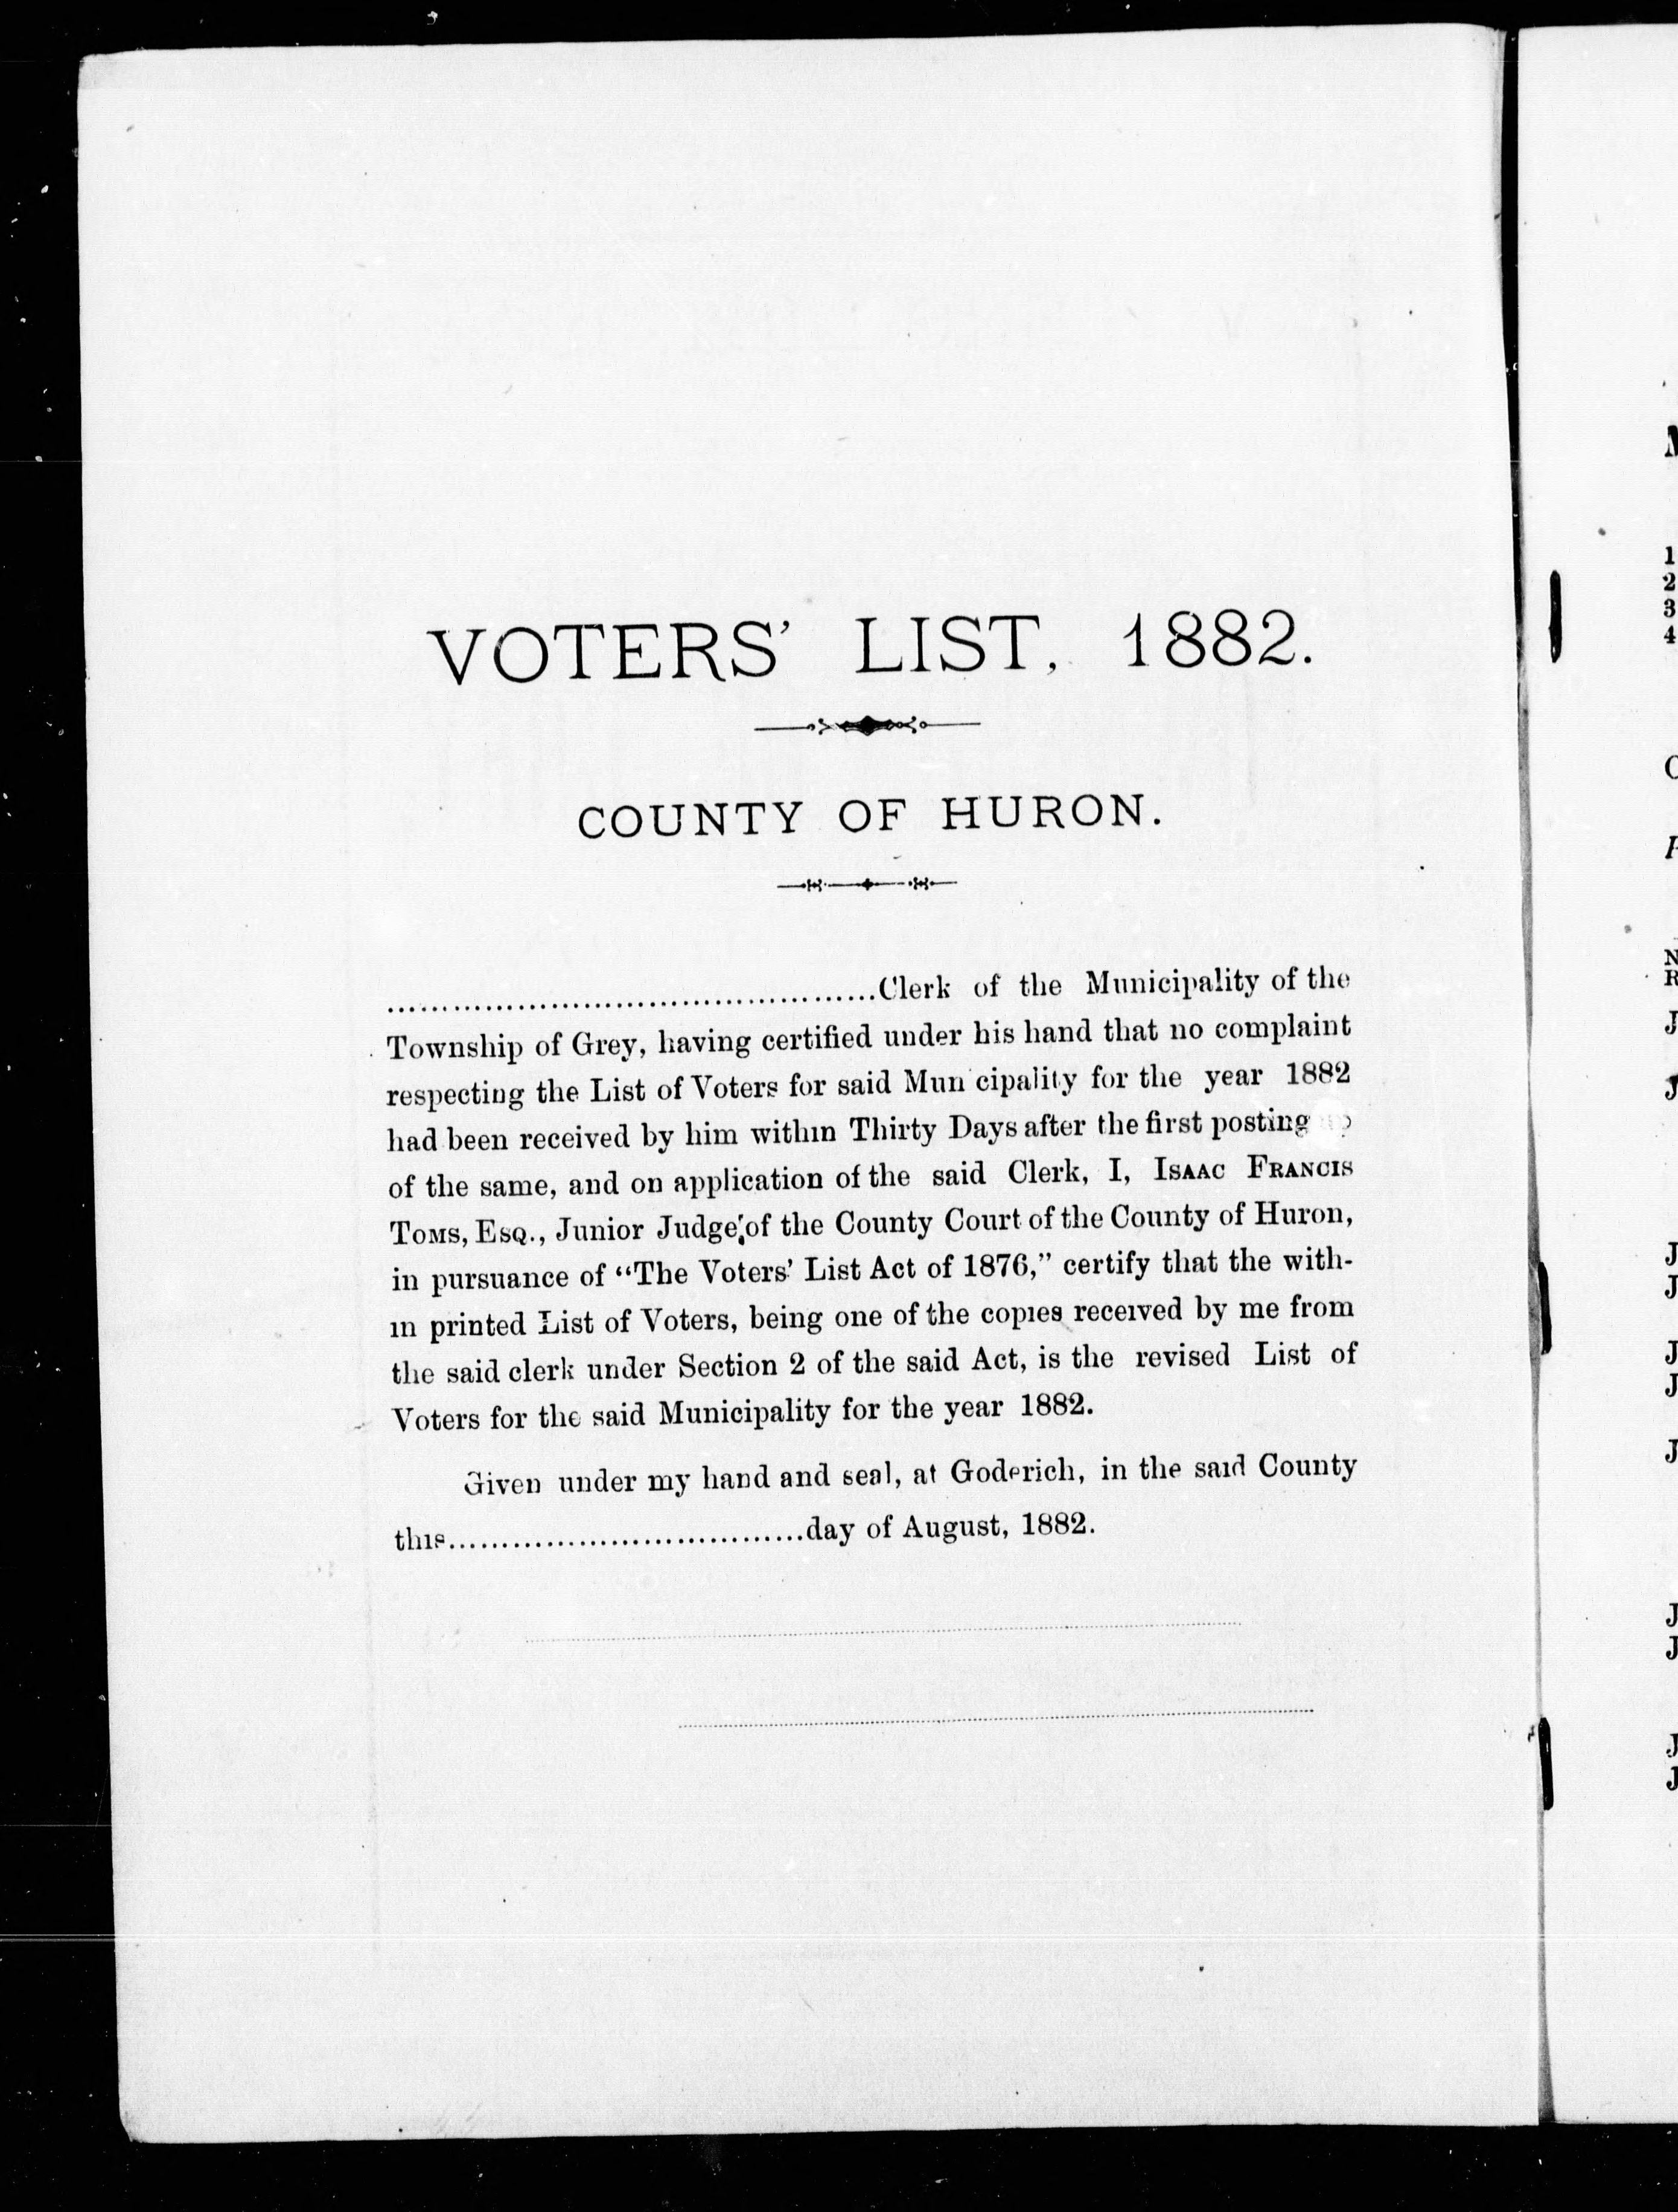 VOTERS' LIST, 1882.
COUNTY OF HURON.
..............................................Clerk of the Municipality of the
Township of Grey, having certified under his hand that no complaint
respecting the List of Voters for said Mun cipality for the year 1882
had been received by him within Thirty Days after the first posting up
of the same, and on application of the said Clerk, I, ISAAC FRANCIS
TOMS, ESQ., Junior Judge of the County Court of the County of Huron,
in pursuance of “The Voters' List Act of 1876,” certify that the with-
in printed List of Voters, being one of the copies received by me from
the said clerk under Section 2 of the said Act, is the revised List of
Voters for the said Municipality for the year 1882.
Given under my hand and seal, at Goderich, in the said County
this..................................day of August, 1882.
1
2
3
4